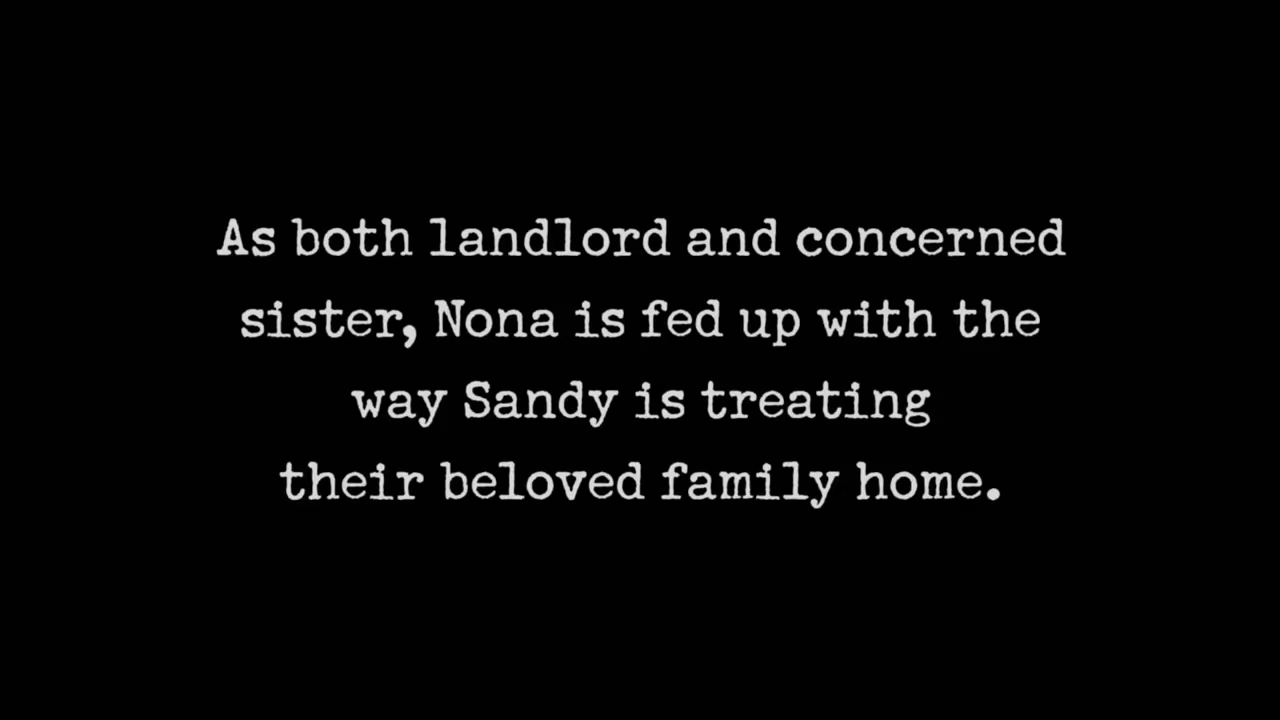 As both landlord and concerned
sister, Nona is fed up with the
way Sandy is treating
their beloved family home.